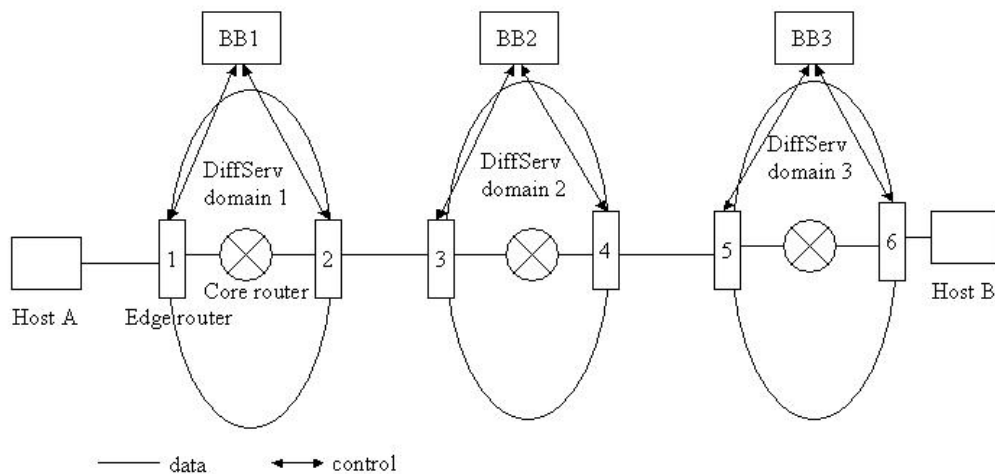 BB1
BB2
BB3
DiffServ
domain 1
DiffServ
domain 2
DiffServ
domain 3
1
2
3
4
5
6
Core router
Host A
Edge router
Host B
data
control